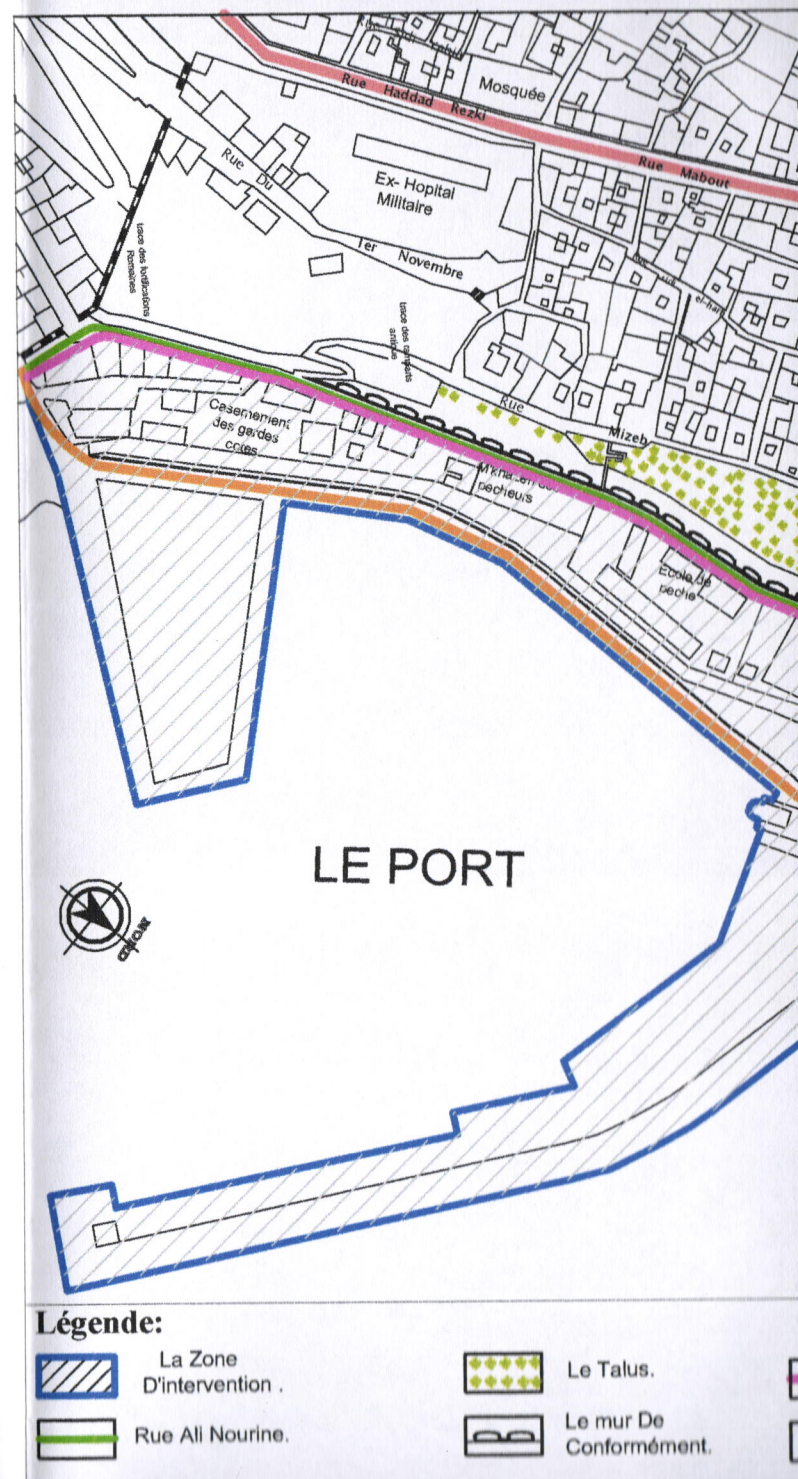 Rue Haddad Rezki
Mosquée
Rue Mabout
Rue Du
1er Novembre
Ex- Hopital
Militaire
trace des fortifications
Romaines
trace des remparts
antique
Rue
Mizeb
Casernement
des gardes
cotes
pecheurs
Ecole de
peche
LE PORT
Légende:
La Zone
D'intervention .
Le Talus.
Rue Ali Nourine.
Le mur De
Conformément.